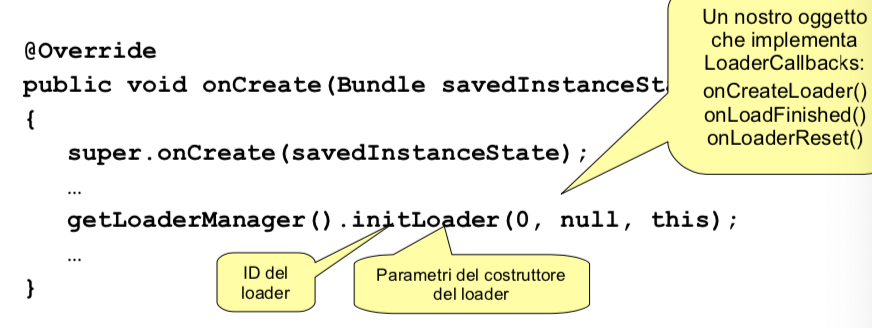 @Override
public void onCreate(Bundle savedInstanceSt
{
super.onCreate(savedInstanceState);
…
getLoaderManager().initLoader(0, null, this);
…
}
Un nostro oggetto
che implementa
LoaderCallbacks:
onCreateLoader()
onLoadFinished()
onLoaderReset()
ID del
loader
Parametri del costruttore
del loader